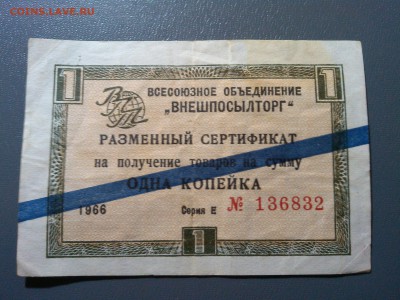 COINS.LAVE.RU
1
ВСЕСОЮЗНОЕ ОБЪЕДИНЕНИЕ
1
ВПТ
„ВНЕШПОСЫЛТОРГ"
РАЗМЕННЫЙ СЕРТИФИКАТ
на получение товаров на сумму
ОДНА КОПЕЙКА
1966
Серия Е № 136832
1